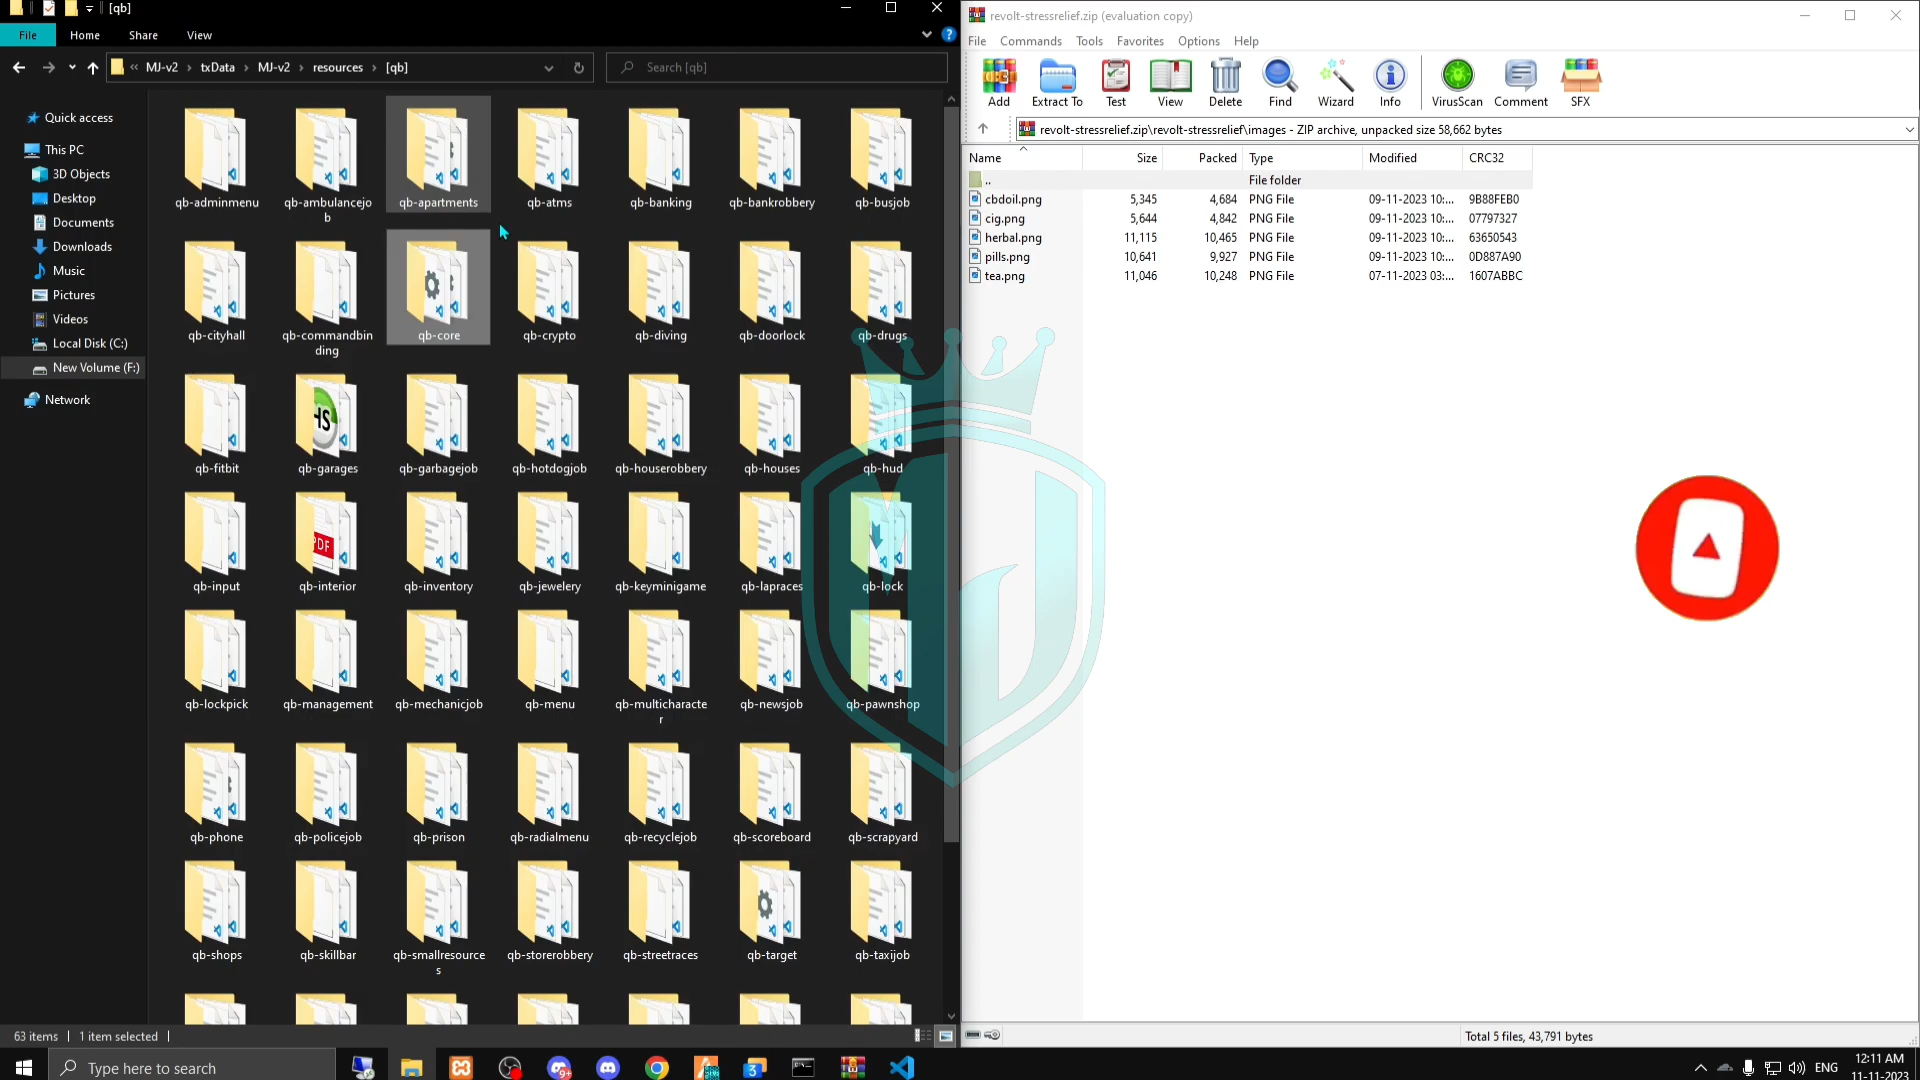 [qb]
File Home Share View
« MJ-v2 › txData › MJ-v2 › resources › [qb]
Search [qb]
Quick access
This PC
3D Objects
Desktop
Documents
Downloads
Music
Pictures
Videos
Local Disk (C:)
New Volume (F:)
Network
qb-adminmenu
qb-ambulancejo
b
qb-apartments
qb-atms
qb-banking
qb-bankrobbery
qb-busjob
qb-cityhall
qb-commandbin
ding
qb-core
qb-crypto
qb-diving
qb-doorlock
qb-drugs
HS
qb-fitbit
qb-garages
qb-garbagejob
qb-hotdogjob
qb-houserobbery
qb-houses
qb-hud
PDF
qb-input
qb-interior
qb-inventory
qb-jewelery
qb-keyminigame
qb-lapraces
qb-lock
qb-lockpick
qb-management
qb-mechanicjob
qb-menu
qb-multicharacte
r
qb-newsjob
qb-pawnshop
qb-phone
qb-policejob
qb-prison
qb-radialmenu
qb-recyclejob
qb-scoreboard
qb-scrapyard
qb-shops
qb-skillbar
qb-smallresource
s
qb-storerobbery
qb-streetraces
qb-target
qb-taxijob
63 items 1 item selected
revolt-stressrelief.zip (evaluation copy)
File Commands Tools Favorites Options Help
Add Extract To Test View Delete Find Wizard Info VirusScan Comment SFX
revolt-stressrelief.zip\revolt-stressrelief\images - ZIP archive, unpacked size 58,662 bytes
Name Size Packed Type Modified CRC32
.. File folder
cbdoil.png 5,345 4,684 PNG File 09-11-2023 10:... 9B88FEB0
cig.png 5,644 4,842 PNG File 09-11-2023 10:... 07797327
herbal.png 11,115 10,465 PNG File 09-11-2023 10:... 63650543
pills.png 10,641 9,927 PNG File 09-11-2023 10:... 0D887A90
tea.png 11,046 10,248 PNG File 07-11-2023 03:... 1607ABBC
Total 5 files, 43,791 bytes
Type here to search
9+
3
ENG
12:11 AM
11-11-2023